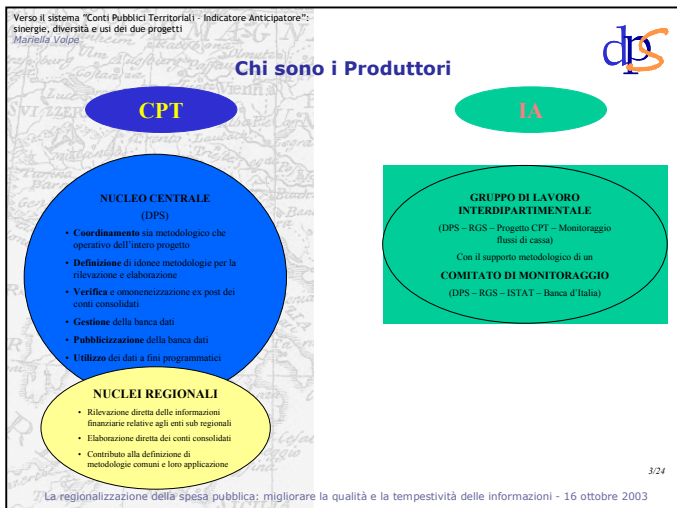 Verso il sistema "Conti Pubblici Territoriali – Indicatore Anticipatore":
sinergie, diversità e usi dei due progetti
Mariella Volpe
dps
Chi sono i Produttori
CPT
NUCLEO CENTRALE
(DPS)
• Coordinamento sia metodologico che
operativo dell'intero progetto
• Definizione di idonee metodologie per la
rilevazione e elaborazione
• Verifica e omoneneizzazione ex post dei
conti consolidati
• Gestione della banca dati
• Pubblicizzazione della banca dati
• Utilizzo dei dati a fini programmatici
NUCLEI REGIONALI
• Rilevazione diretta delle informazioni
finanziarie relative agli enti sub regionali
• Elaborazione diretta dei conti consolidati
• Contributo alla definizione di
metodologie comuni e loro applicazione
IA
GRUPPO DI LAVORO
INTERDIPARTIMENTALE
(DPS – RGS – Progetto CPT – Monitoraggio
flussi di cassa)
Con il supporto metodologico di un
COMITATO DI MONITORAGGIO
(DPS – RGS – ISTAT – Banca d'Italia)
3/24
La regionalizzazione della spesa pubblica: migliorare la qualità e la tempestività delle informazioni - 16 ottobre 2003